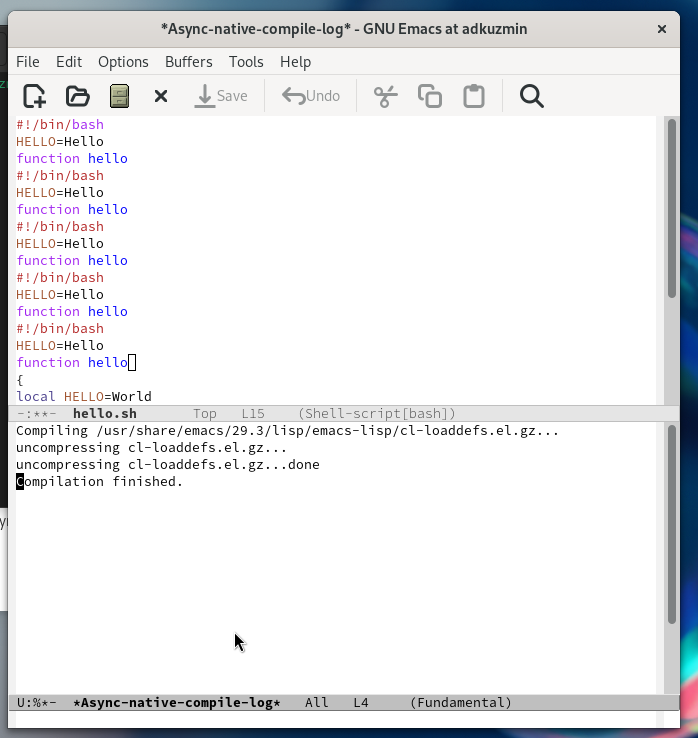 *Async-native-compile-log* - GNU Emacs at adkuzmin
File Edit Options Buffers Tools Help
Save Undo
#!/bin/bash
HELLO=Hello
function hello
#!/bin/bash
HELLO=Hello
function hello
#!/bin/bash
HELLO=Hello
function hello
#!/bin/bash
HELLO=Hello
function hello
#!/bin/bash
HELLO=Hello
function hello
{
local HELLO=World
-:**- hello.sh Top L15 (Shell-script[bash])
Compiling /usr/share/emacs/29.3/lisp/emacs-lisp/cl-loaddefs.el.gz...
uncompressing cl-loaddefs.el.gz...
uncompressing cl-loaddefs.el.gz...done
Compilation finished.
U:%*- *Async-native-compile-log* All L4 (Fundamental)